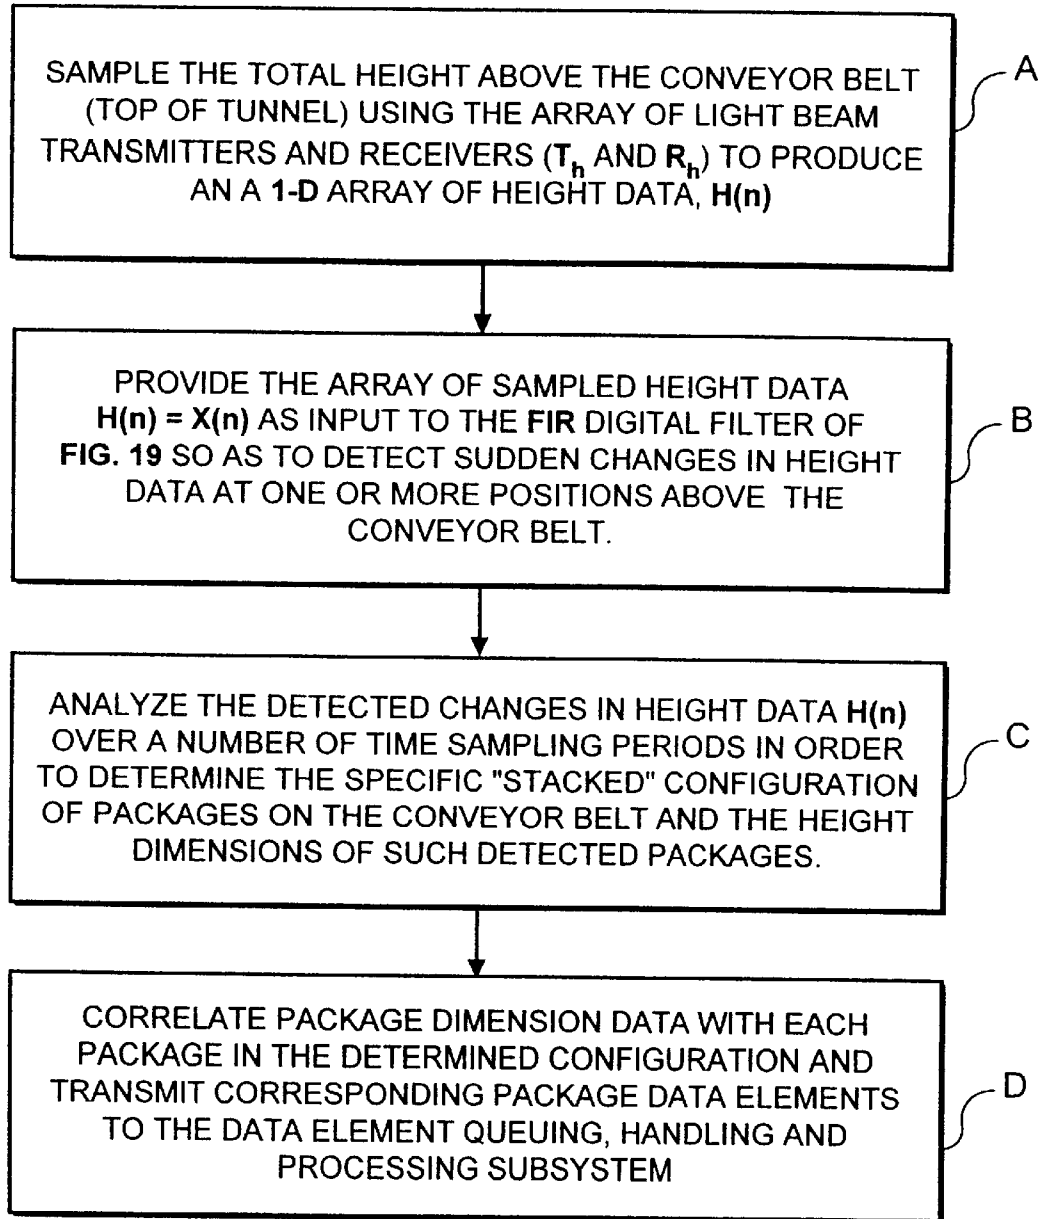 SAMPLE THE TOTAL HEIGHT ABOVE THE CONVEYOR BELT
(TOP OF TUNNEL) USING THE ARRAY OF LIGHT BEAM
TRANSMITTERS AND RECEIVERS (Th AND Rh) TO PRODUCE
AN A 1-D ARRAY OF HEIGHT DATA, H(n)
A
PROVIDE THE ARRAY OF SAMPLED HEIGHT DATA
H(n) = X(n) AS INPUT TO THE FIR DIGITAL FILTER OF
FIG. 19 SO AS TO DETECT SUDDEN CHANGES IN HEIGHT
DATA AT ONE OR MORE POSITIONS ABOVE THE
CONVEYOR BELT.
B
ANALYZE THE DETECTED CHANGES IN HEIGHT DATA H(n)
OVER A NUMBER OF TIME SAMPLING PERIODS IN ORDER
TO DETERMINE THE SPECIFIC "STACKED" CONFIGURATION
OF PACKAGES ON THE CONVEYOR BELT AND THE HEIGHT
DIMENSIONS OF SUCH DETECTED PACKAGES.
C
CORRELATE PACKAGE DIMENSION DATA WITH EACH
PACKAGE IN THE DETERMINED CONFIGURATION AND
TRANSMIT CORRESPONDING PACKAGE DATA ELEMENTS
TO THE DATA ELEMENT QUEUING, HANDLING AND
PROCESSING SUBSYSTEM
D